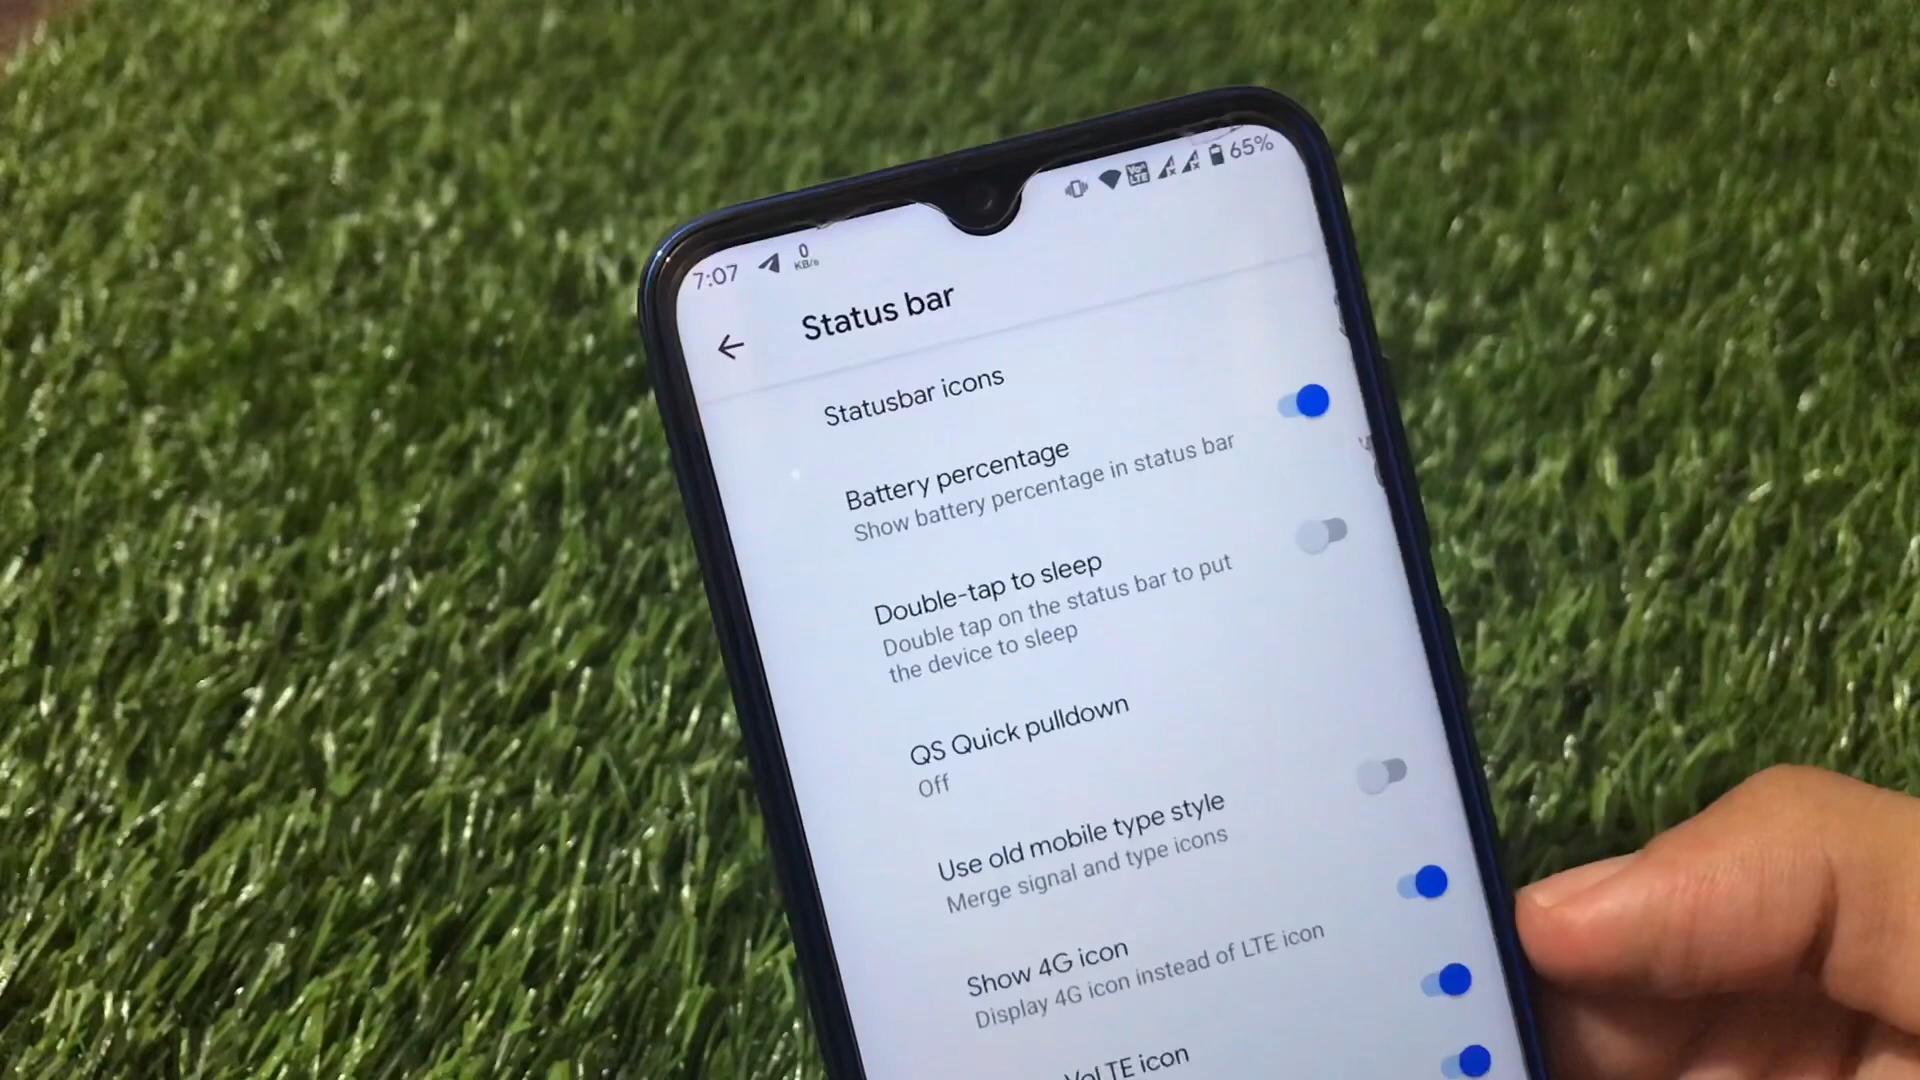 7:07
0
KB/s
Vo
LTE
65%
Status bar
Statusbar icons
Battery percentage
Show battery percentage in status bar
Double-tap to sleep
Double tap on the status bar to put
the device to sleep
QS Quick pulldown
Off
Use old mobile type style
Merge signal and type icons
Show 4G icon
Display 4G icon instead of LTE icon
VoLTE icon